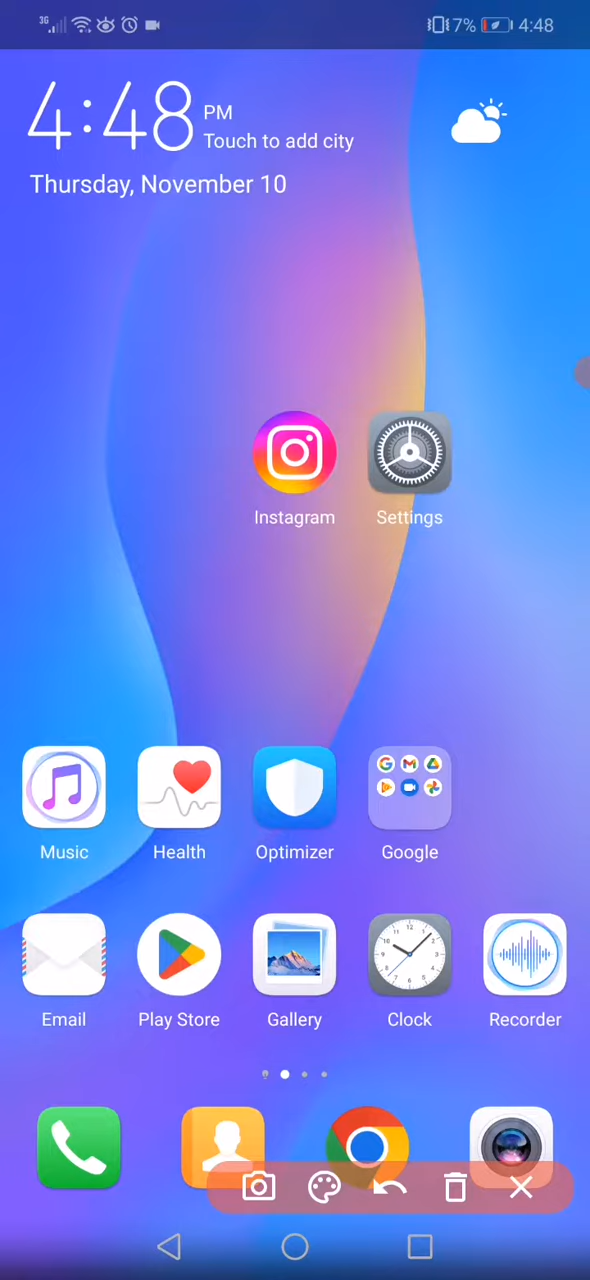 3G 7% 4:48
4:48 PM
Touch to add city
Thursday, November 10
Instagram Settings
Music Health Optimizer Google
Email Play Store Gallery Clock Recorder